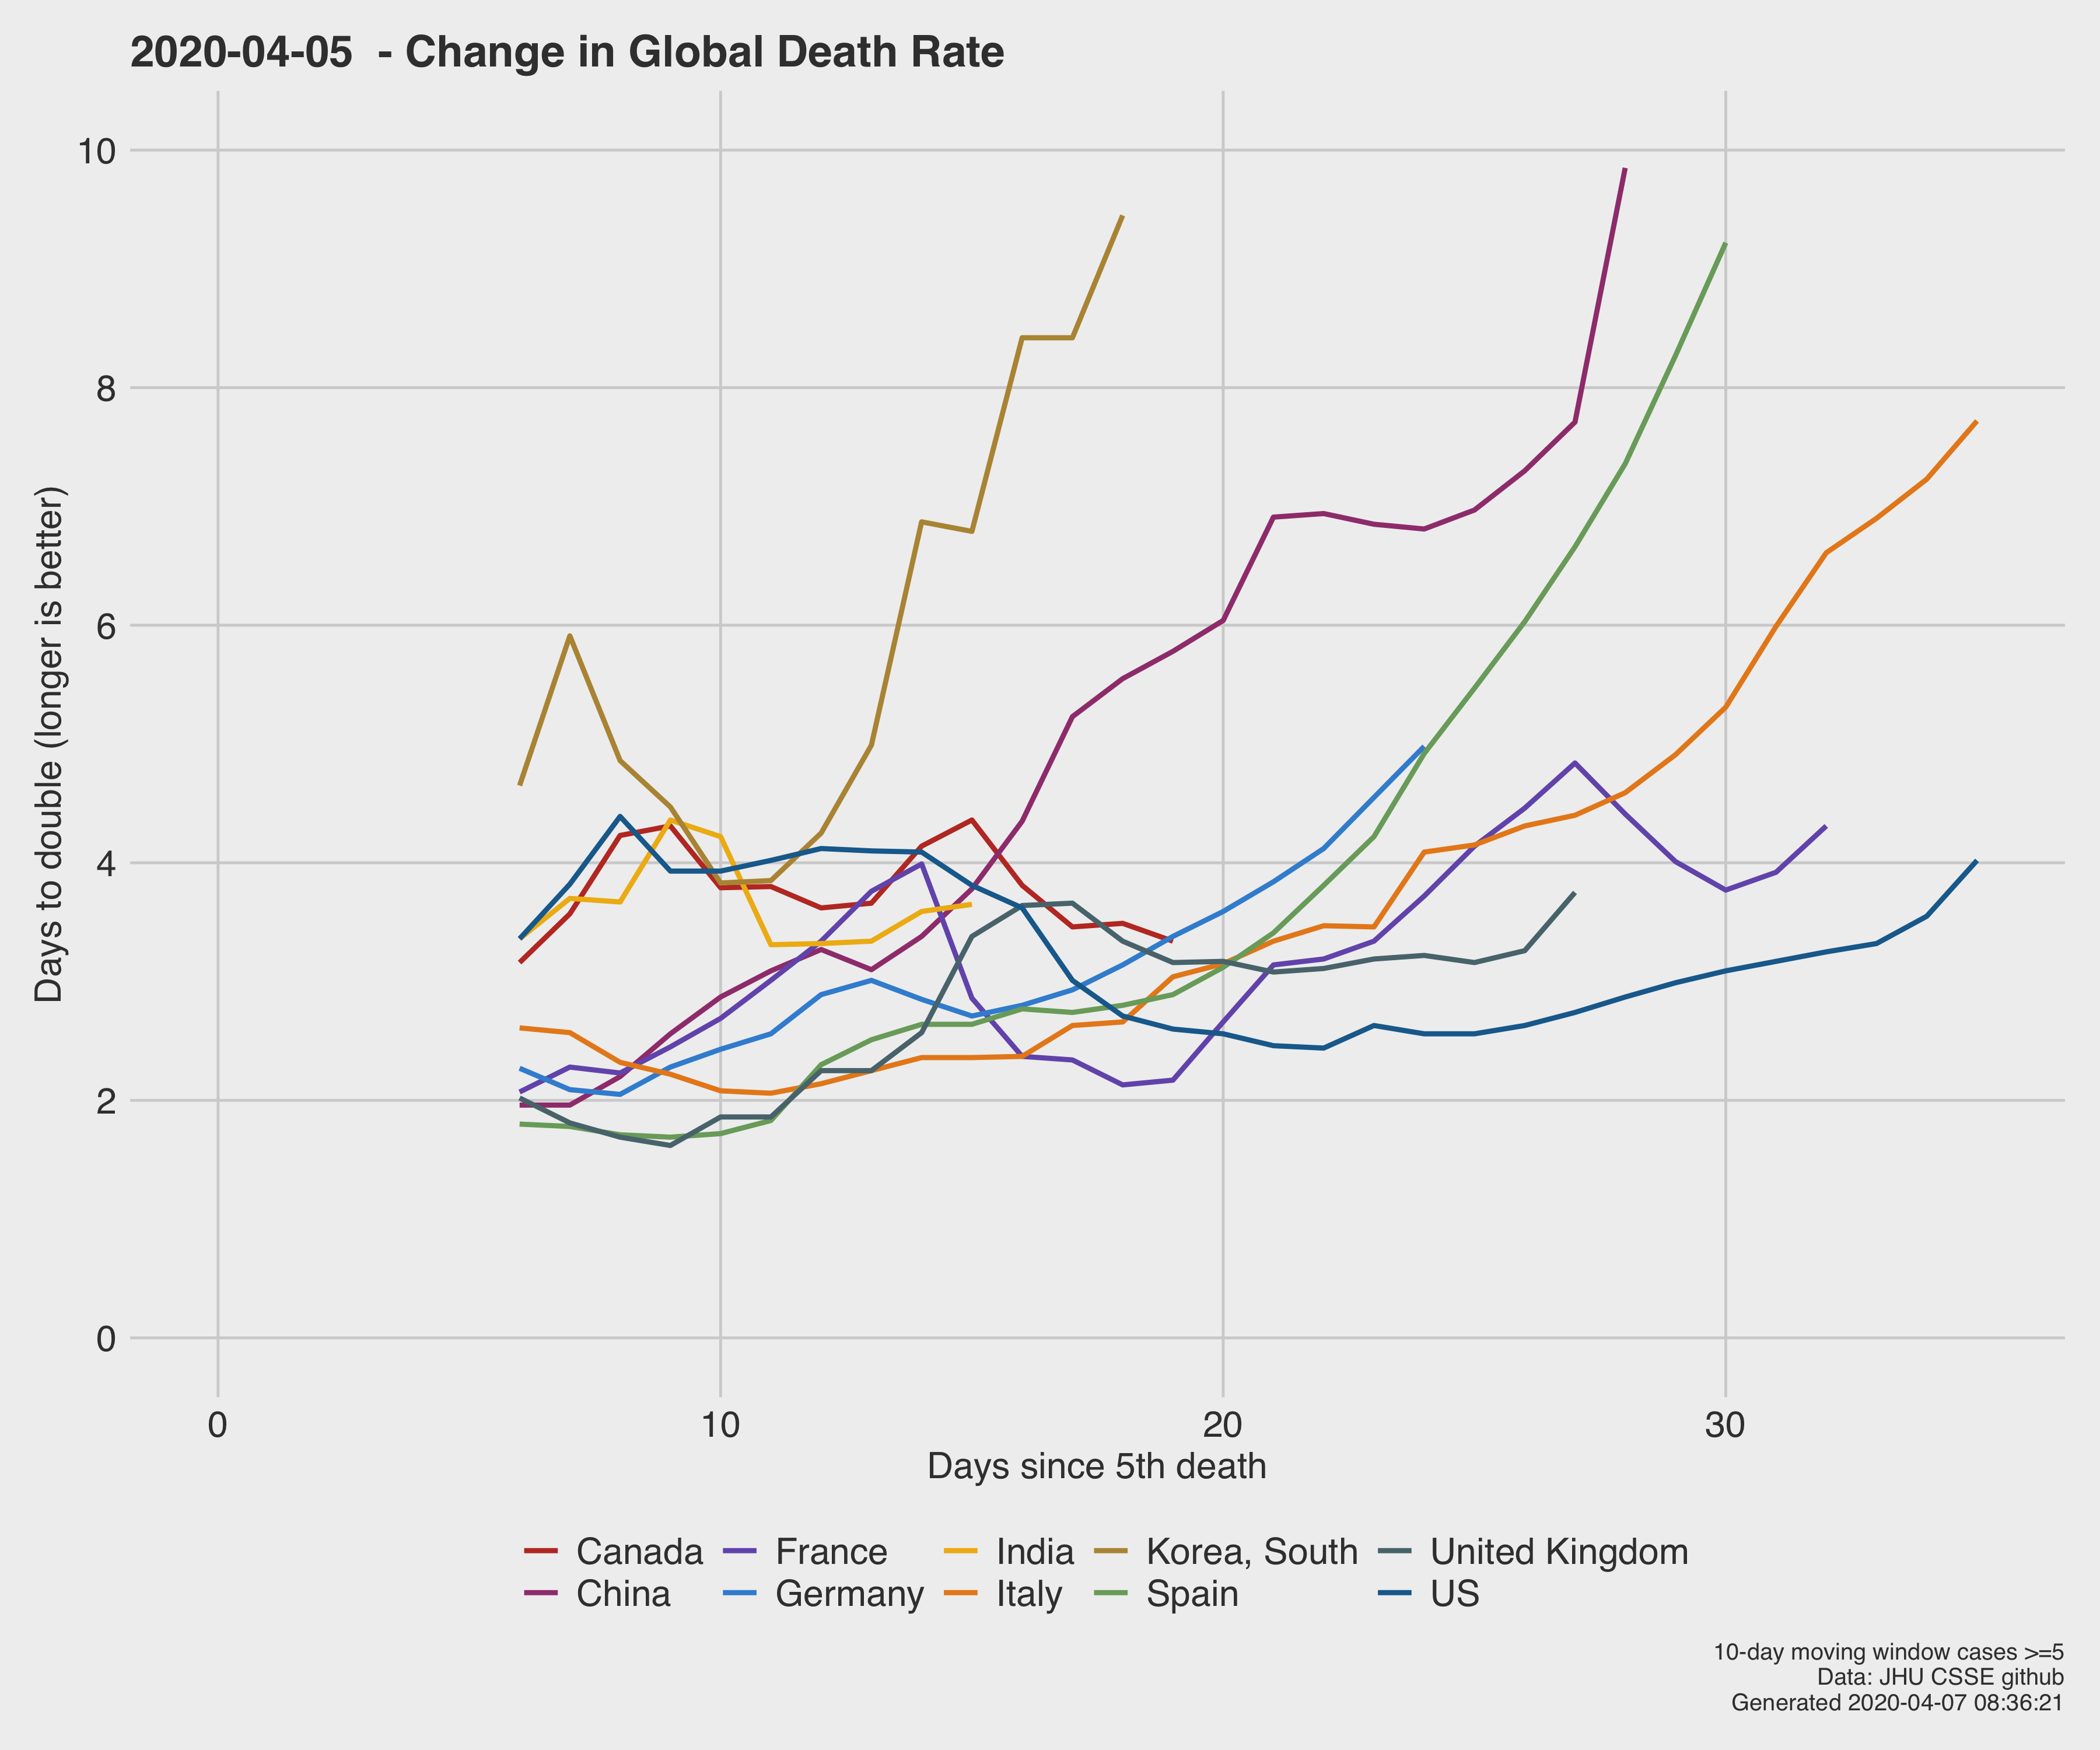 2020-04-05 - Change in Global Death Rate
Days to double (longer is better)
10
8
6
4
2
0
0 10 20 30
Days since 5th death
Canada France India Korea, South United Kingdom
China Germany Italy Spain US
10-day moving window cases >=5
Data: JHU CSSE github
Generated 2020-04-07 08:36:21